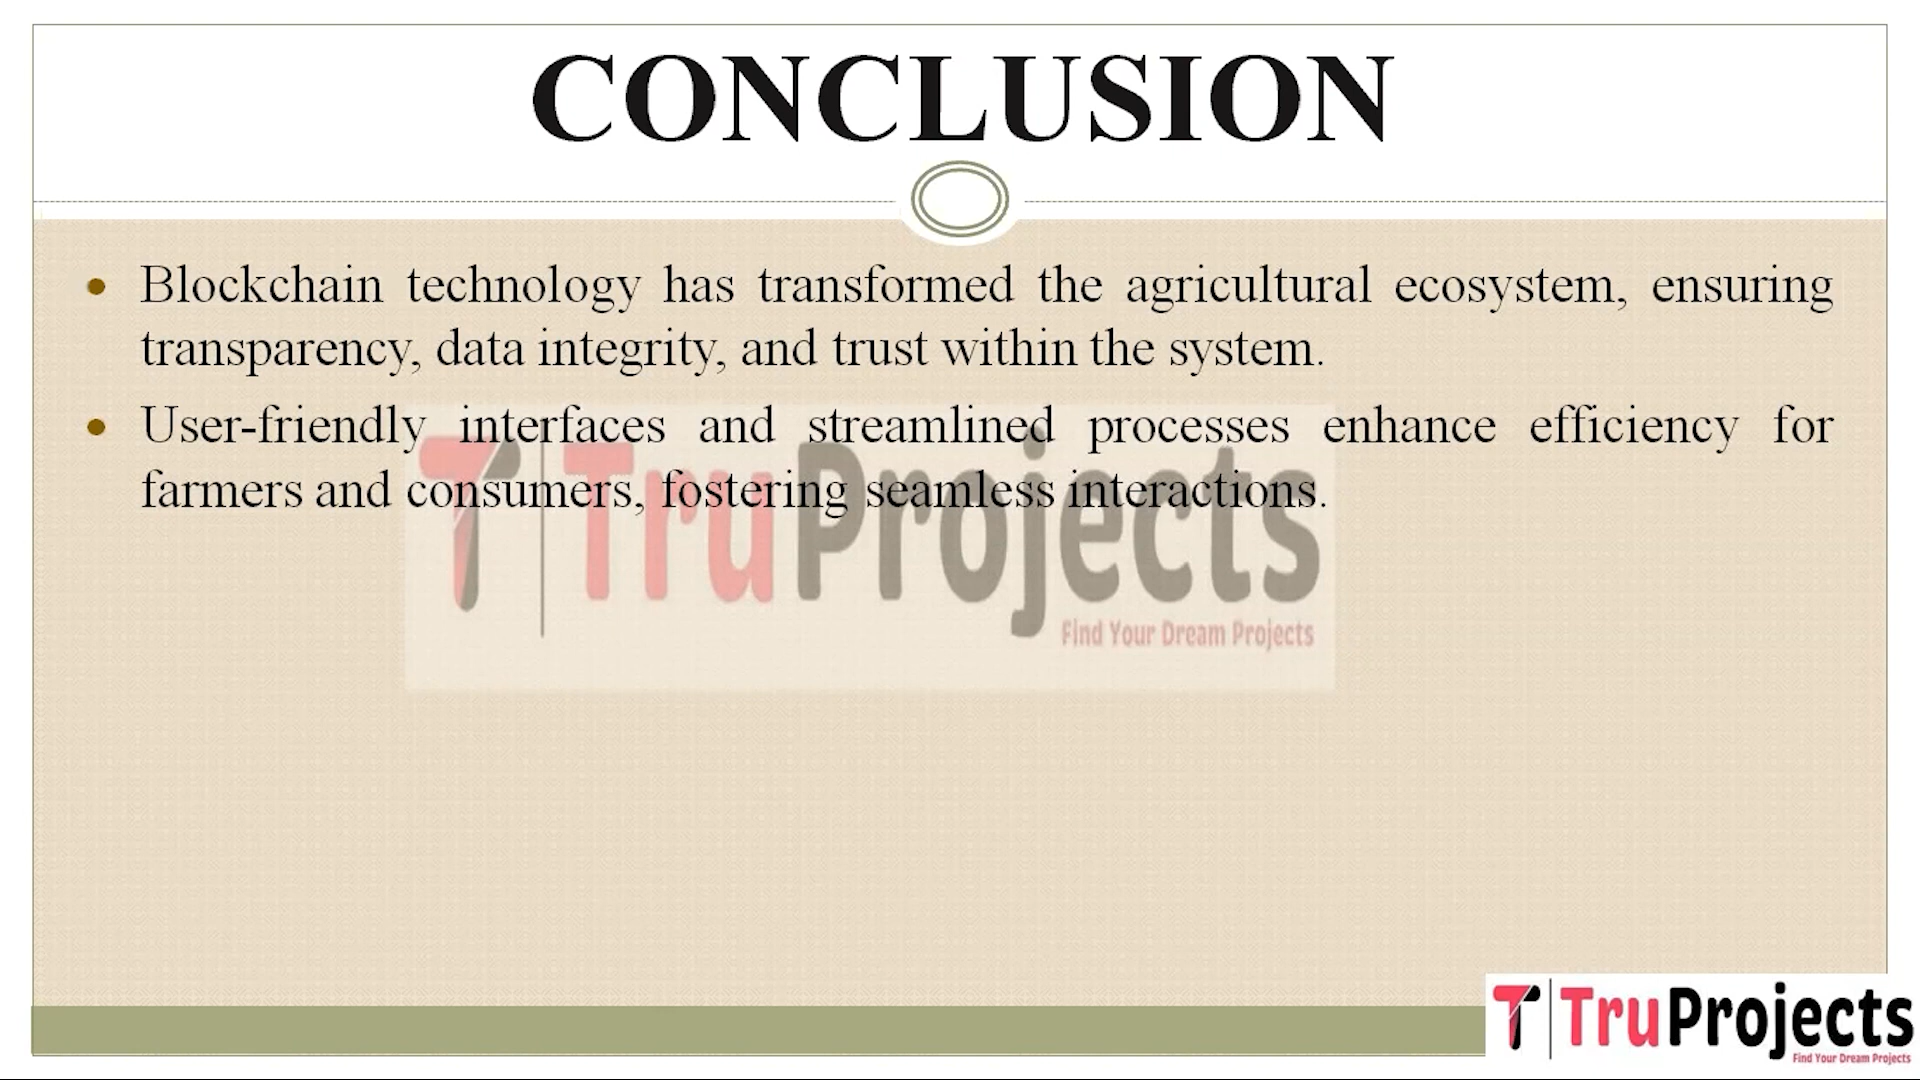 CONCLUSION
• Blockchain technology has transformed the agricultural ecosystem, ensuring
transparency, data integrity, and trust within the system.
• User-friendly interfaces and streamlined processes enhance efficiency for
farmers and consumers, fostering seamless interactions.
TruProjects
Find Your Dream Projects
TruProjects
Find Your Dream Projects